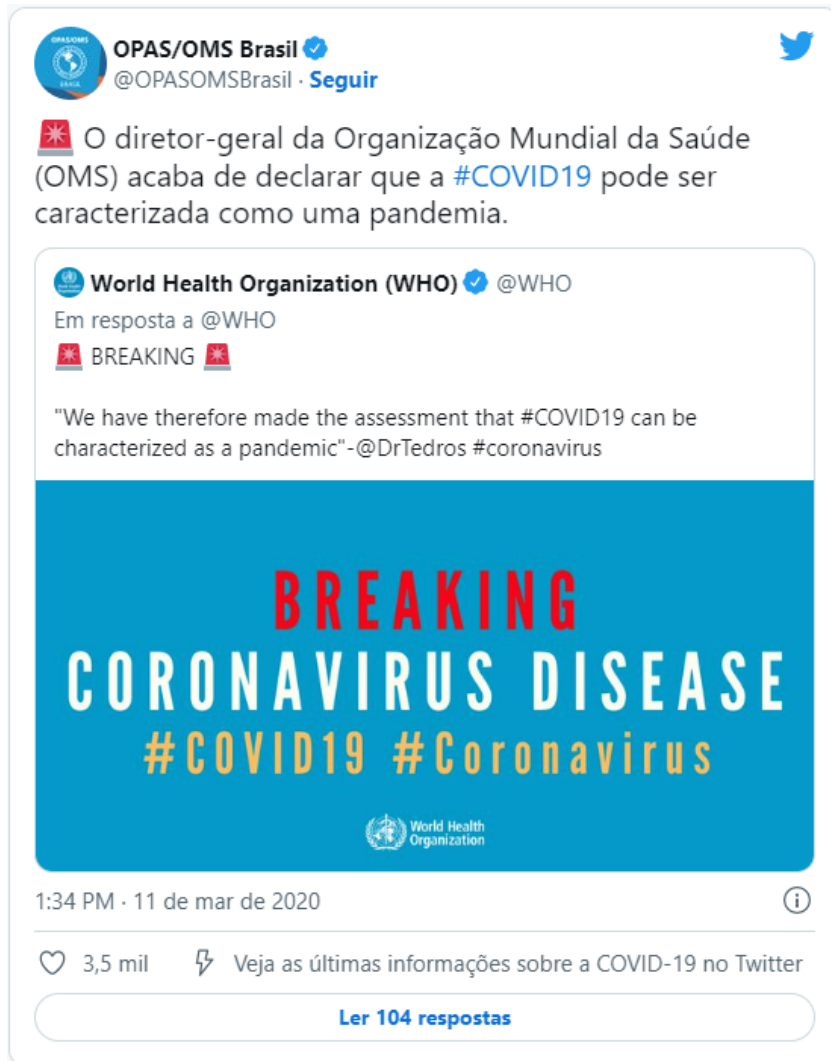 OPAS/OMS Brasil
@OPASOMSBrasil · Seguir
🚨 O diretor-geral da Organização Mundial da Saúde
(OMS) acaba de declarar que a #COVID19 pode ser
caracterizada como uma pandemia.
World Health Organization (WHO) @WHO
Em resposta a @WHO
🚨 BREAKING 🚨
"We have therefore made the assessment that #COVID19 can be
characterized as a pandemic"-@DrTedros #coronavirus
BREAKING
CORONAVIRUS DISEASE
#COVID19 #Coronavirus
World Health
Organization
1:34 PM · 11 de mar de 2020
3,5 mil Veja as últimas informações sobre a COVID-19 no Twitter
Ler 104 respostas